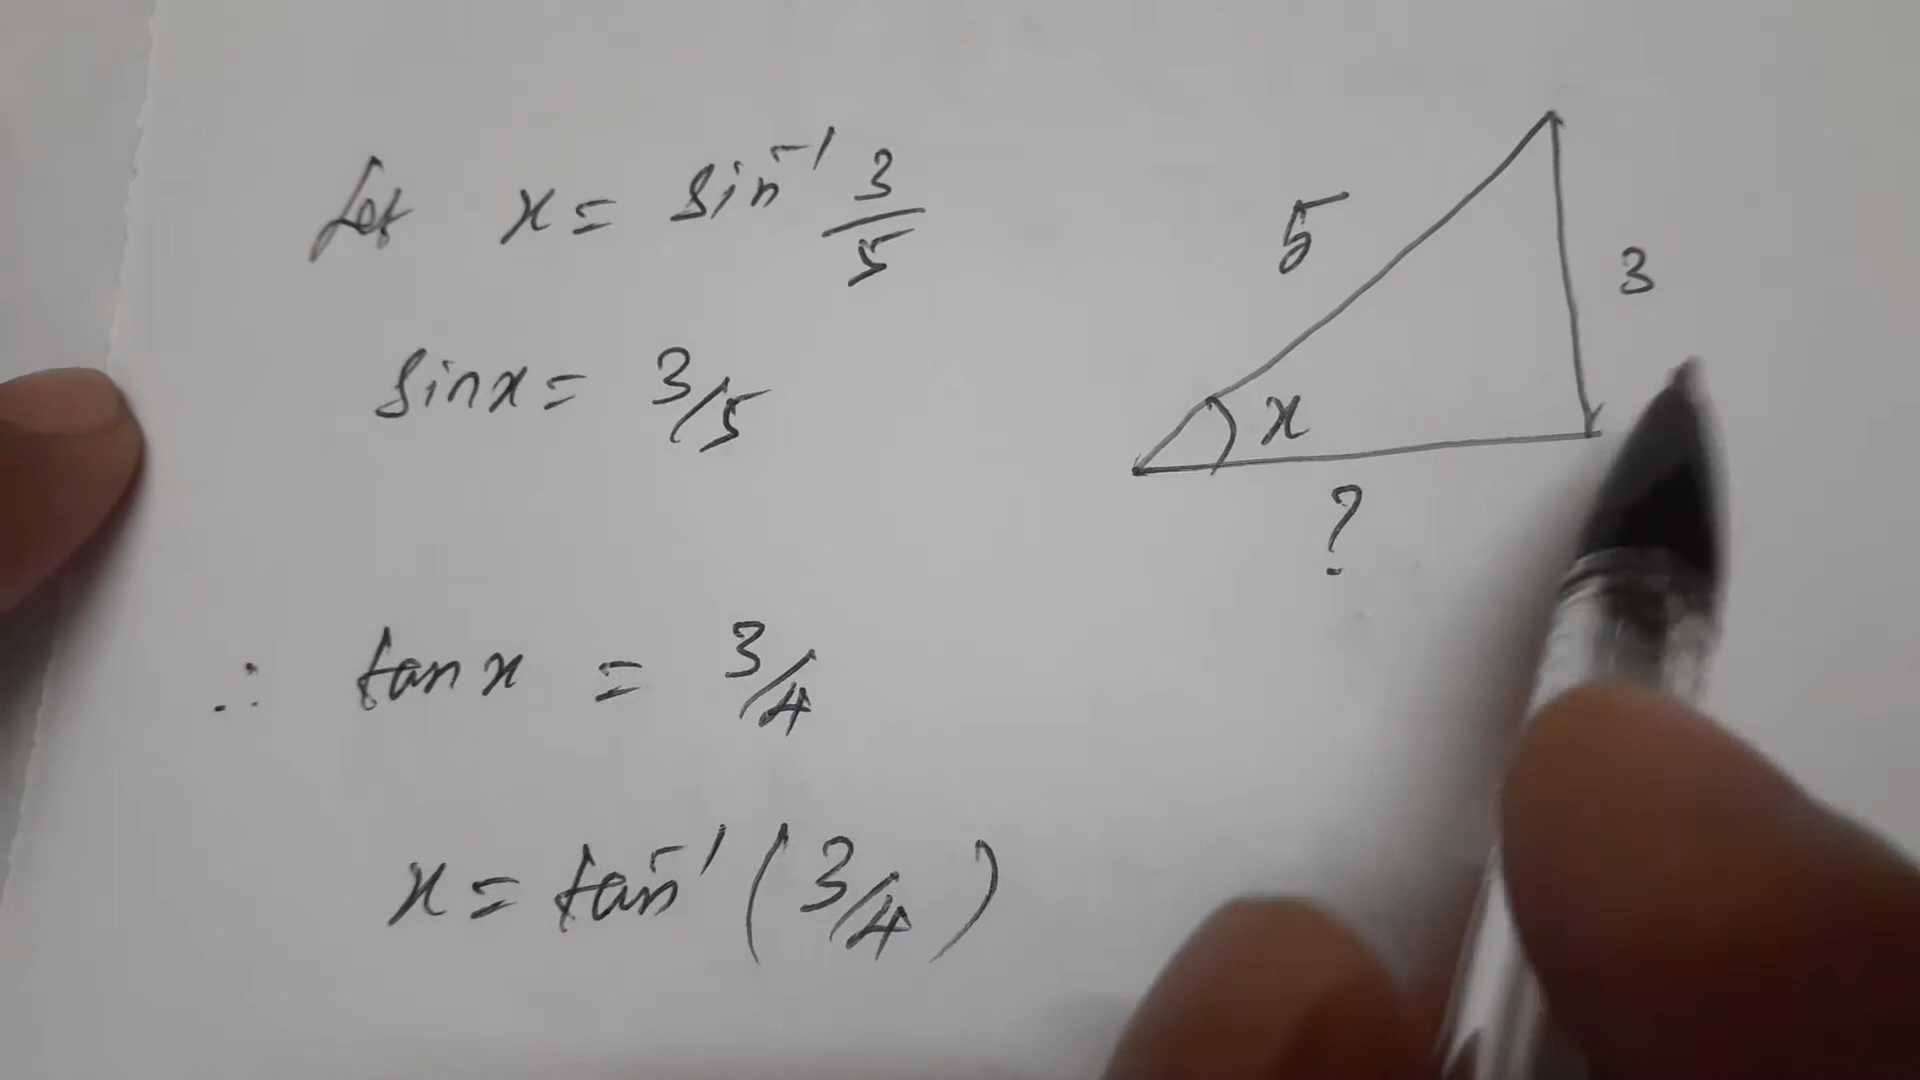 Let x = sin⁻¹ 3/5
sinx = 3/5
∴ tan x = 3/4
x = tan⁻¹ (3/4)
5
3
x
?